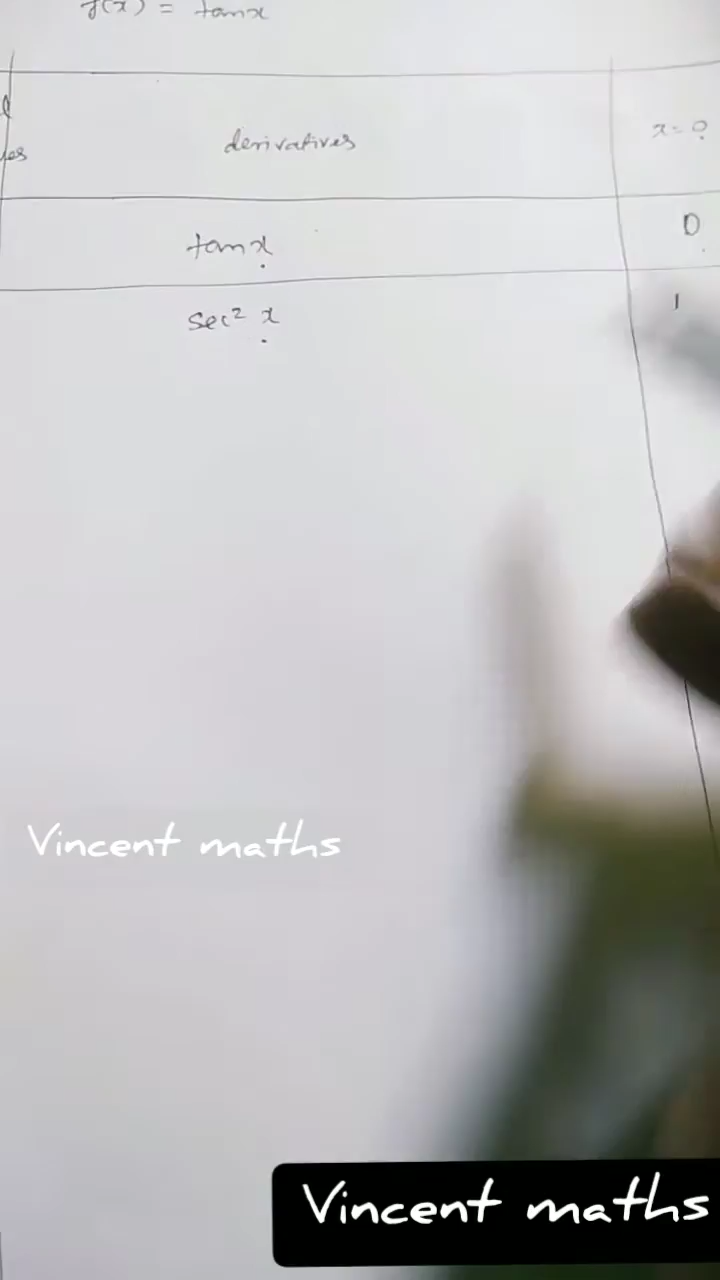 f(x) = tanx
derivatives
x=0
tanx
0
sec² x
1
Vincent maths
Vincent maths